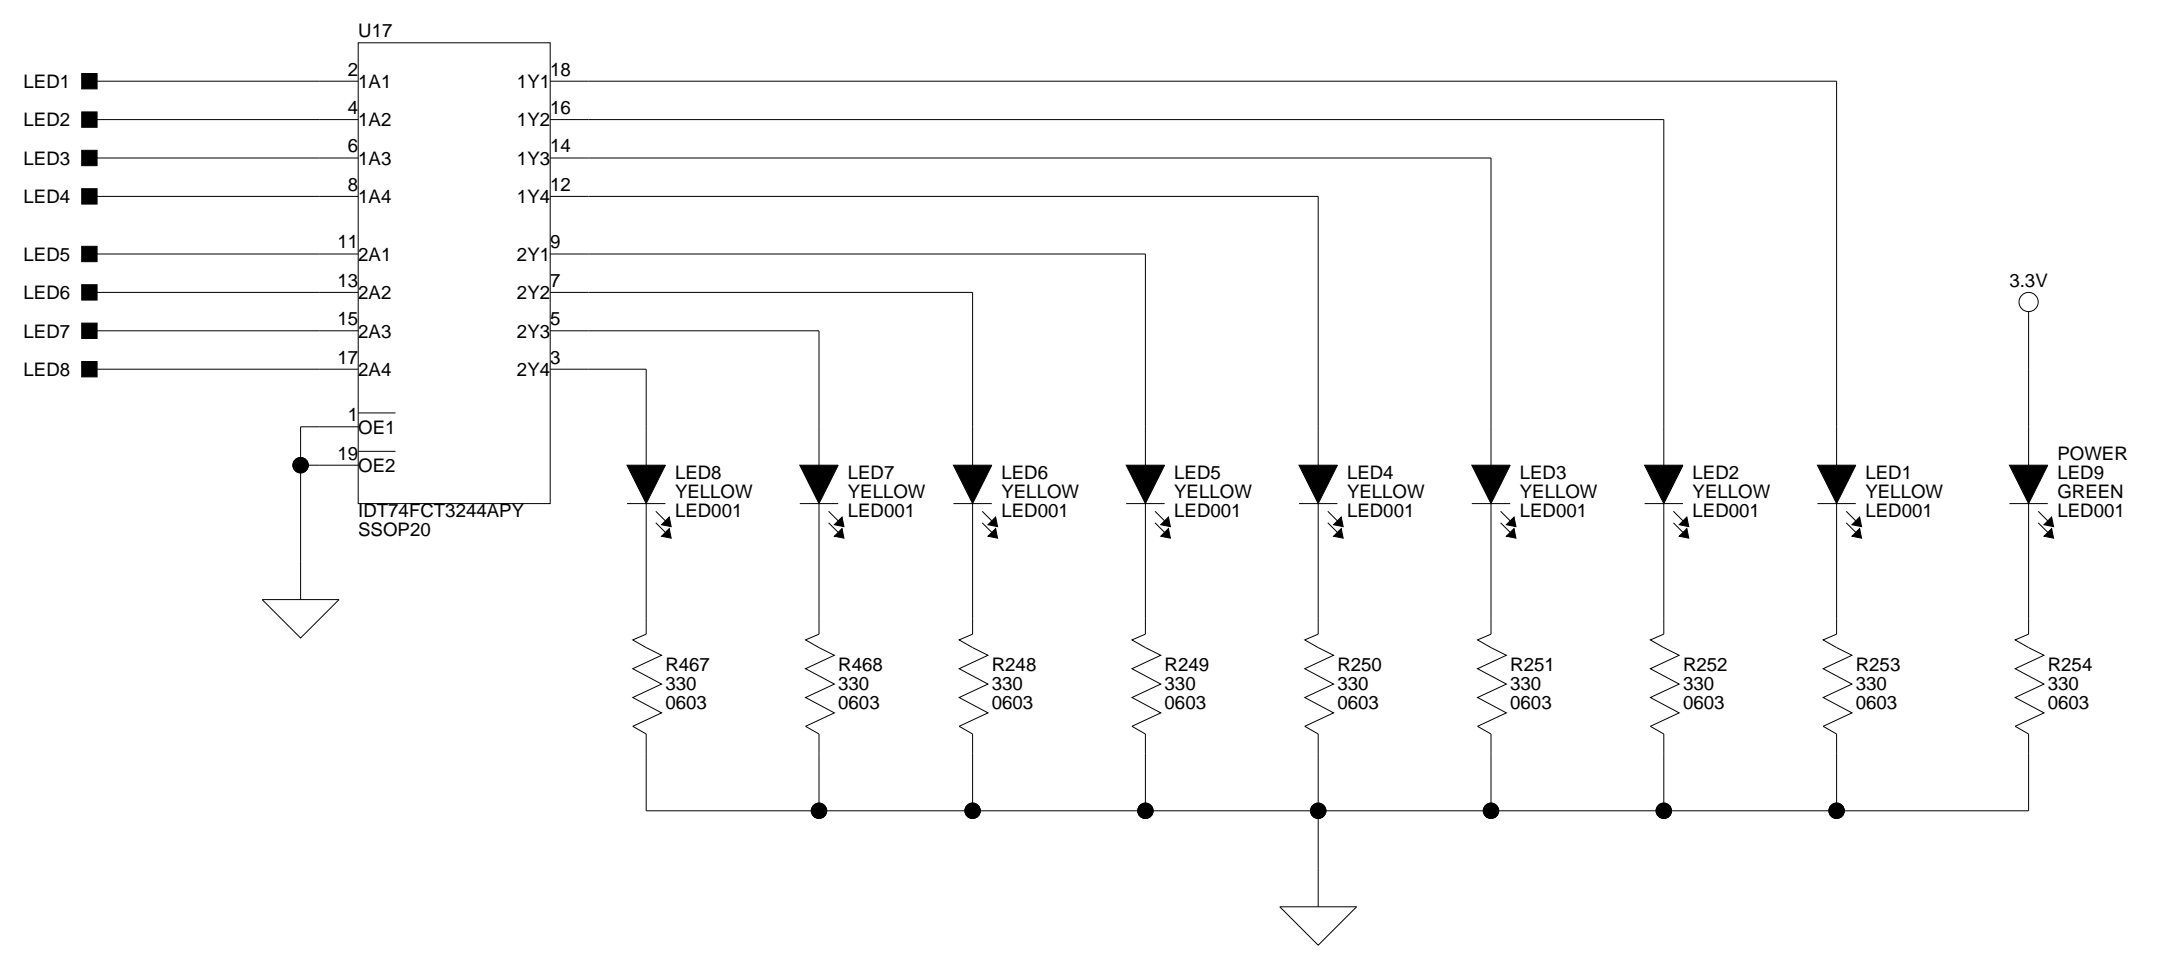 U17
LED1
2
1A1
1Y1
18
LED2
4
1A2
1Y2
16
LED3
6
1A3
1Y3
14
LED4
8
1A4
1Y4
12
LED5
11
2A1
2Y1
9
LED6
13
2A2
2Y2
7
LED7
15
2A3
2Y3
5
LED8
17
2A4
2Y4
3
1
OE1
19
OE2
IDT74FCT3244APY
SSOP20
3.3V
LED8
YELLOW
LED001
LED7
YELLOW
LED001
LED6
YELLOW
LED001
LED5
YELLOW
LED001
LED4
YELLOW
LED001
LED3
YELLOW
LED001
LED2
YELLOW
LED001
LED1
YELLOW
LED001
POWER
LED9
GREEN
LED001
R467
330
0603
R468
330
0603
R248
330
0603
R249
330
0603
R250
330
0603
R251
330
0603
R252
330
0603
R253
330
0603
R254
330
0603